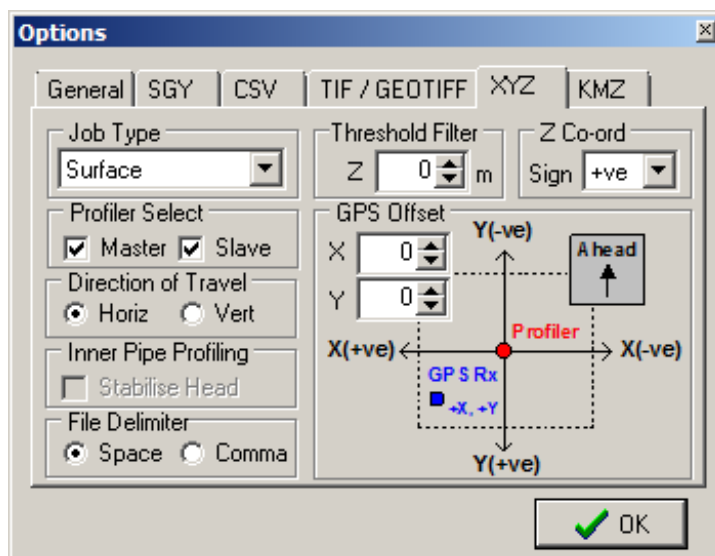 Options
General SGY CSV TIF / GEOTIFF XYZ KMZ
Job Type
Surface
Threshold Filter
Z 0 m
Z Co-ord
Sign +ve
Profiler Select
Master Slave
Direction of Travel
Horiz Vert
Inner Pipe Profiling
Stabilise Head
File Delimiter
Space Comma
GPS Offset
X 0
Y 0
Y(-ve)
Ahead
Profiler
X(+ve) X(-ve)
GPS Rx
+X, +Y
Y(+ve)
OK